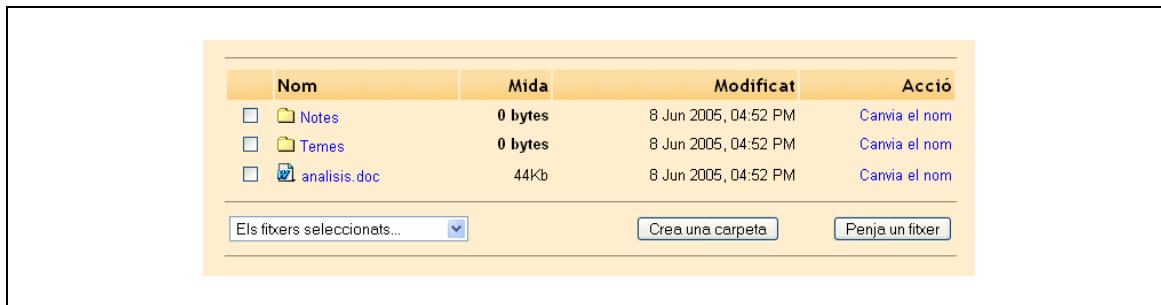 Nom Mida Modificat Acció
Notes 0 bytes 8 Jun 2005, 04:52 PM Canvia el nom
Temes 0 bytes 8 Jun 2005, 04:52 PM Canvia el nom
analisis.doc 44Kb 8 Jun 2005, 04:52 PM Canvia el nom
Els fitxers seleccionats... Crea una carpeta Penja un fitxer